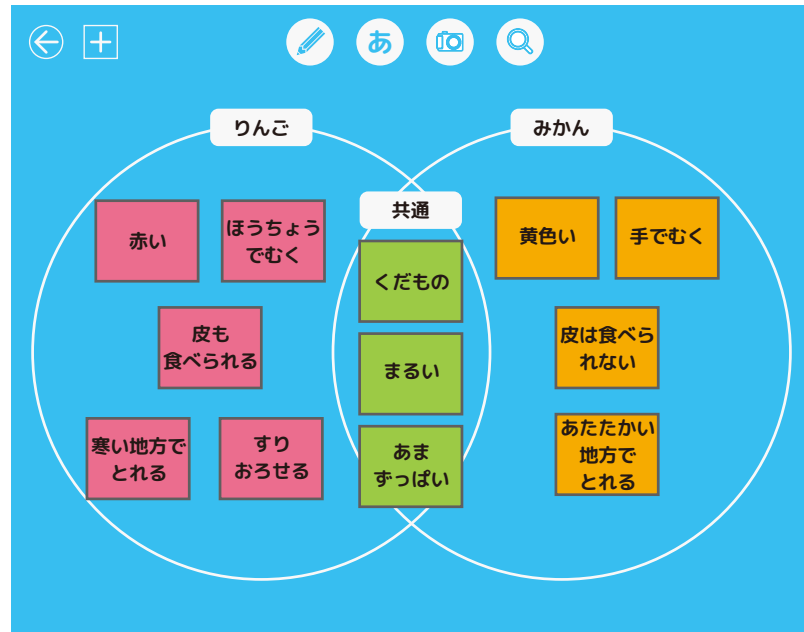 あ
りんご
みかん
共通
赤い
ほうちょう
でむく
皮も
食べられる
寒い地方で
とれる
すり
おろせる
くだもの
まるい
あま
ずっぱい
黄色い
手でむく
皮は食べら
れない
あたたかい
地方で
とれる